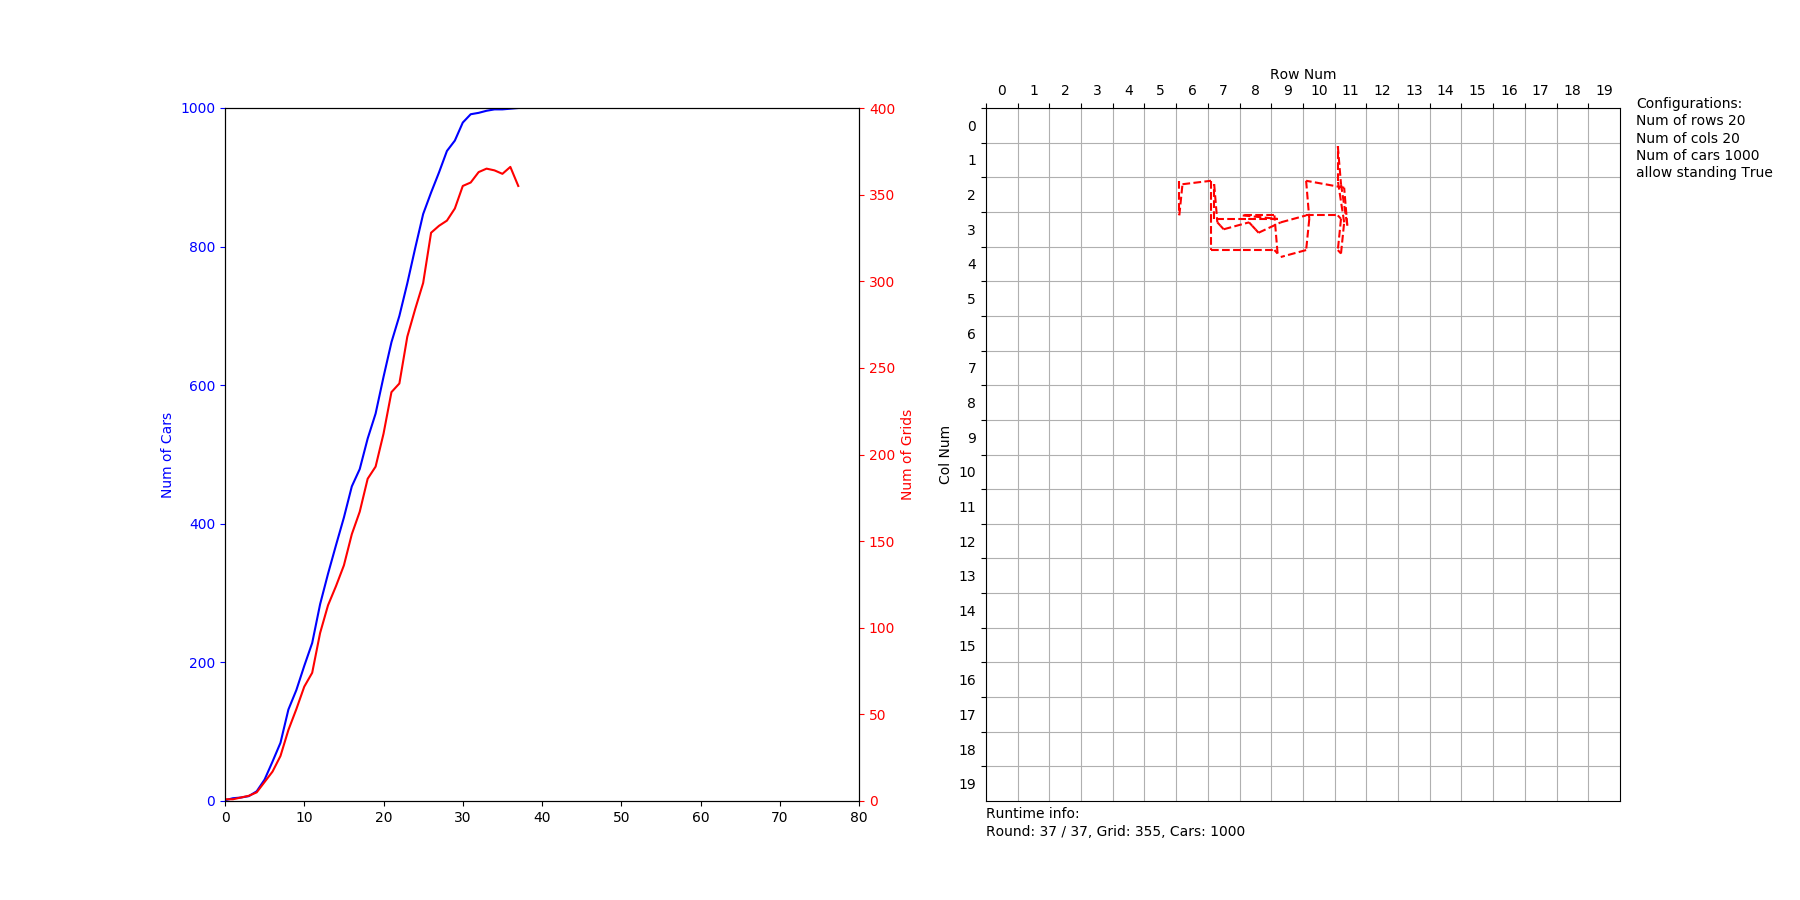 Row Num
0 1 2 3 4 5 6 7 8 9 10 11 12 13 14 15 16 17 18 19
Configurations:
Num of rows 20
Num of cols 20
Num of cars 1000
allow standing True
1000
800
600
400
200
0
Num of Cars
0 10 20 30 40 50 60 70 80
400
350
300
250
200
150
100
50
0
Num of Grids
Col Num
0
1
2
3
4
5
6
7
8
9
10
11
12
13
14
15
16
17
18
19
Runtime info:
Round: 37 / 37, Grid: 355, Cars: 1000